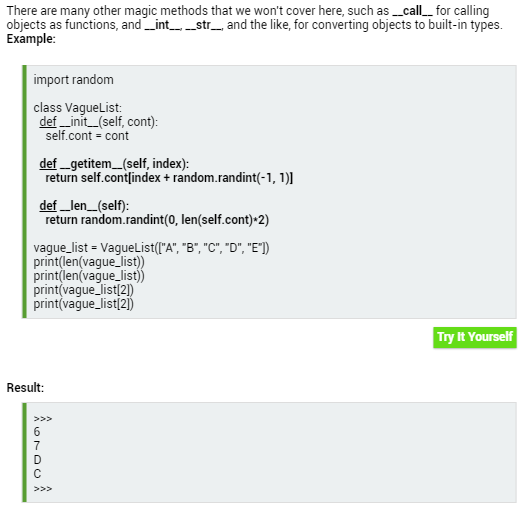 There are many other magic methods that we won't cover here, such as __call__ for calling
objects as functions, and __int__, __str__, and the like, for converting objects to built-in types.
Example:
import random
class VagueList:
def __init__(self, cont):
self.cont = cont
def __getitem__(self, index):
return self.cont[index + random.randint(-1, 1)]
def __len__(self):
return random.randint(0, len(self.cont)*2)
vague_list = VagueList(["A", "B", "C", "D", "E"])
print(len(vague_list))
print(len(vague_list))
print(vague_list[2])
print(vague_list[2])
Try It Yourself
Result:
>>>
6
7
D
C
>>>